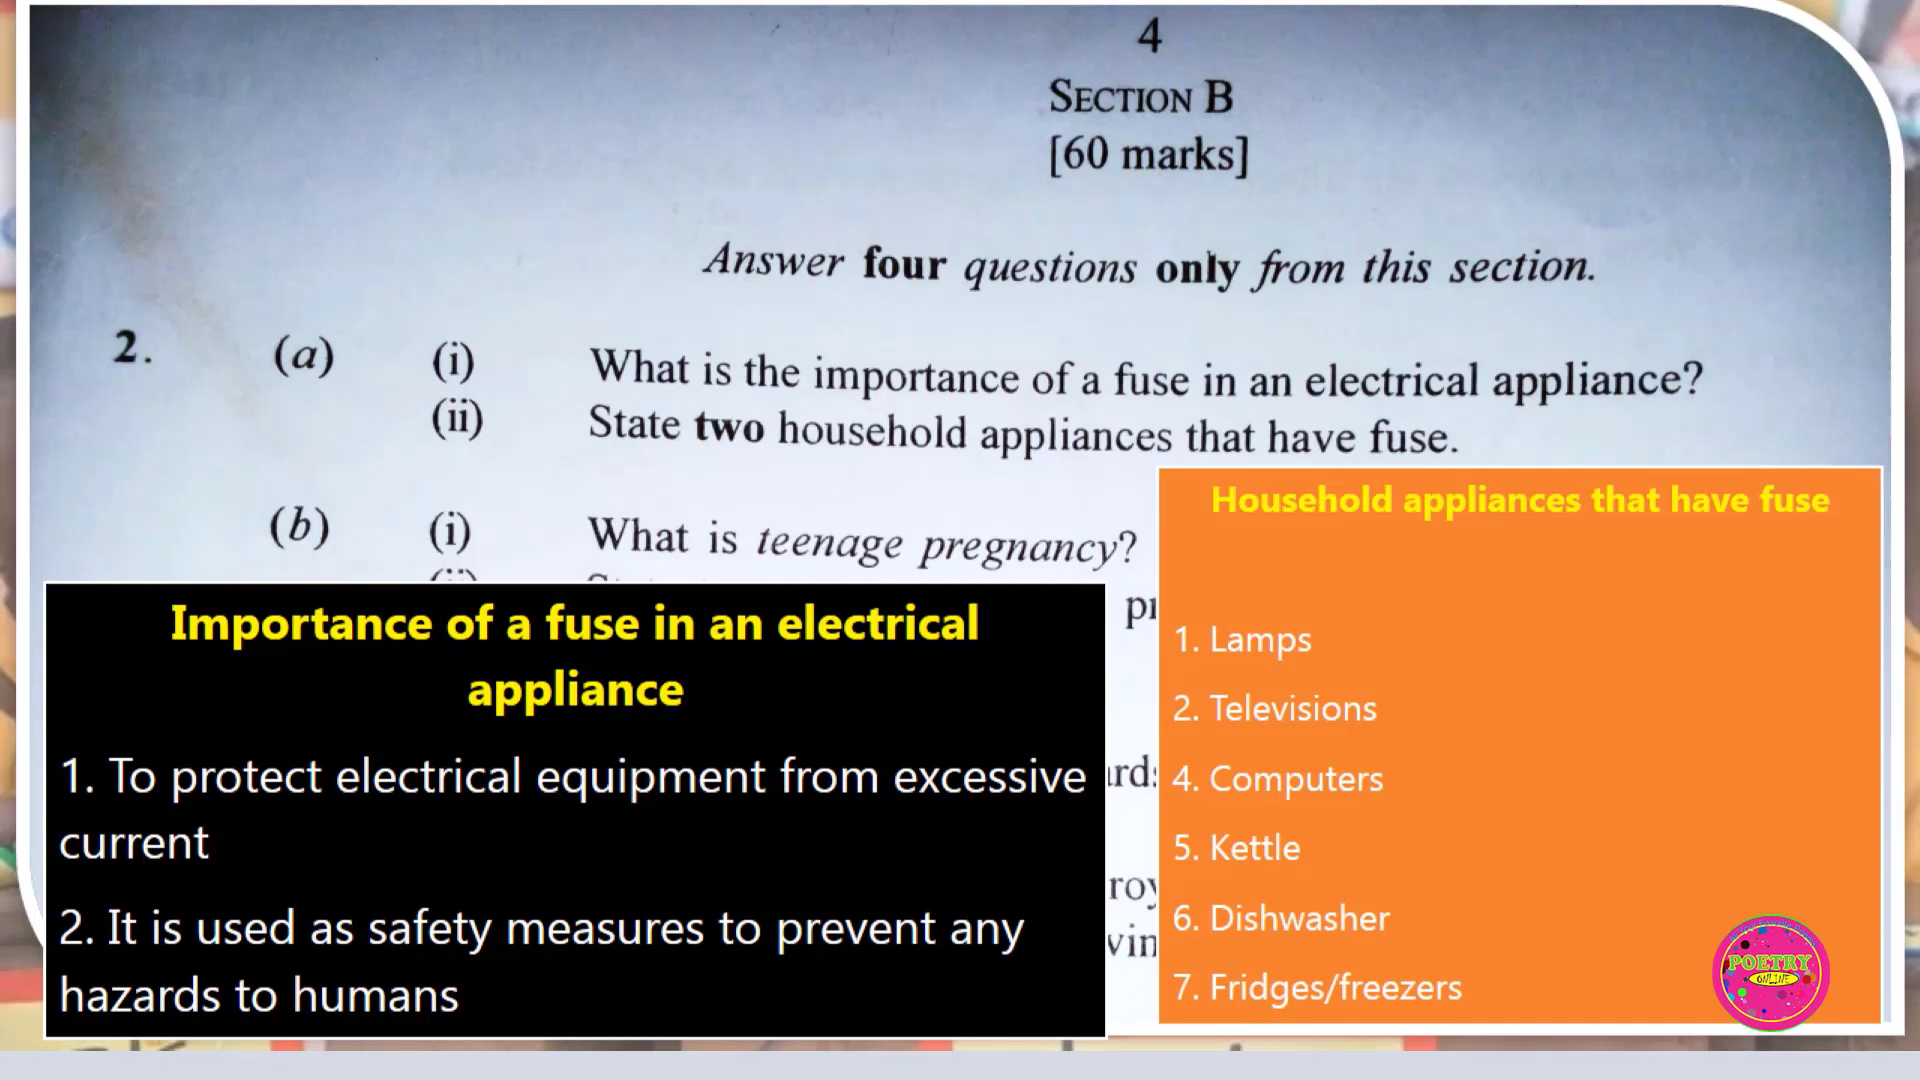 4
SECTION B
[60 marks]
Answer four questions only from this section.
2. (a) (i) What is the importance of a fuse in an electrical appliance?
(ii) State two household appliances that have fuse.
(b) (i) What is teenage pregnancy?
Household appliances that have fuse
1. Lamps
2. Televisions
4. Computers
5. Kettle
6. Dishwasher
7. Fridges/freezers
Importance of a fuse in an electrical
appliance
1. To protect electrical equipment from excessive
current
2. It is used as safety measures to prevent any
hazards to humans
POETRY
ONLINE